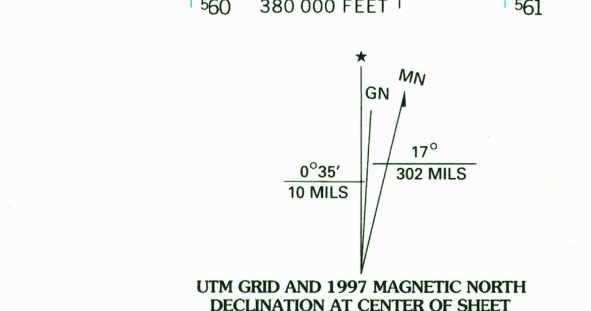 ⁵60 380 000 FEET ⁵61
★
MN
GN
17°
0°35′
302 MILS
10 MILS
UTM GRID AND 1997 MAGNETIC NORTH
DECLINATION AT CENTER OF SHEET